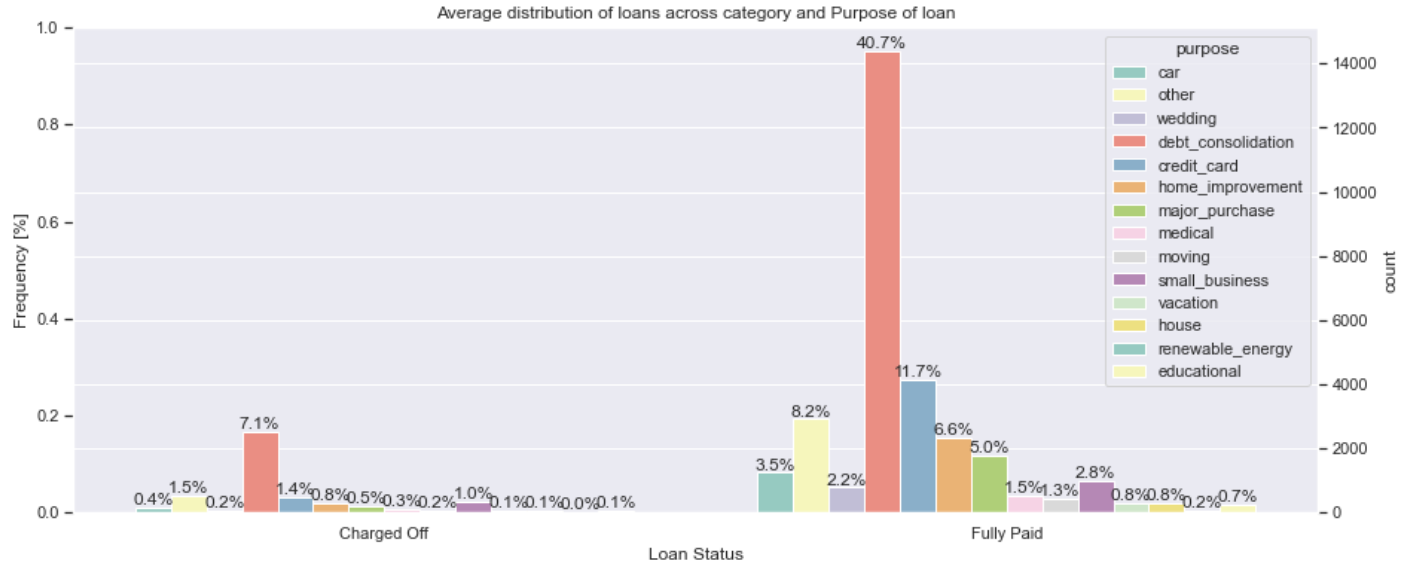 Average distribution of loans across category and Purpose of loan
1.0
0.8
0.6
0.4
0.2
0.0
Frequency [%]
0.4%
1.5%
0.2%
7.1%
1.4%
0.8%
0.5%
0.3%
0.2%
1.0%
0.1%
0.1%
0.0%
0.1%
3.5%
8.2%
2.2%
40.7%
11.7%
6.6%
5.0%
1.5%
1.3%
2.8%
0.8%
0.8%
0.2%
0.7%
purpose
car
other
wedding
debt_consolidation
credit_card
home_improvement
major_purchase
medical
moving
small_business
vacation
house
renewable_energy
educational
14000
12000
10000
8000
6000
4000
2000
0
count
Charged Off
Fully Paid
Loan Status